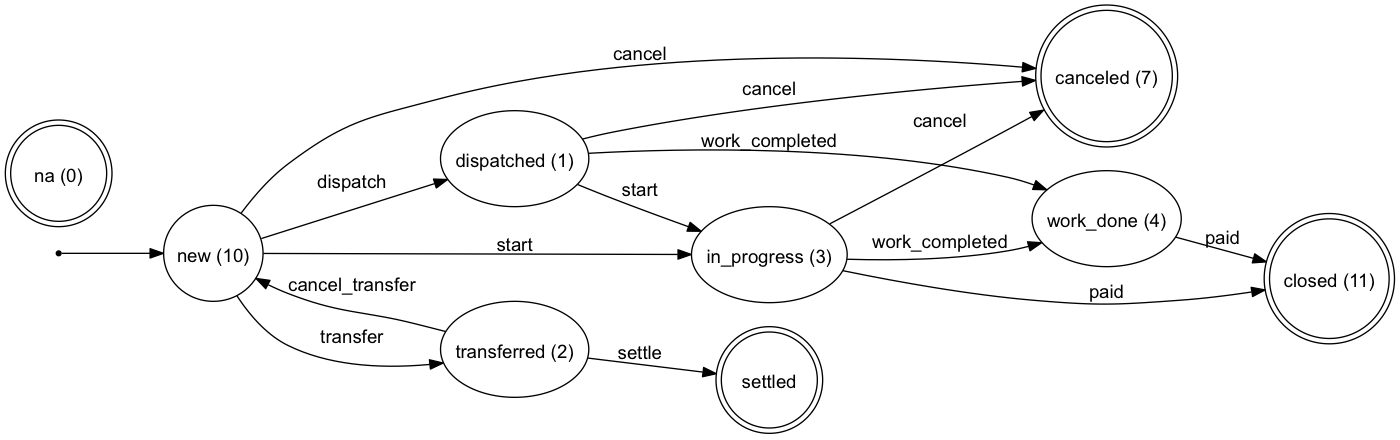 cancel
canceled (7)
cancel
cancel
work_completed
dispatched (1)
na (0)
dispatch
start
work_done (4)
new (10)
start
in_progress (3)
work_completed
paid
closed (11)
cancel_transfer
paid
transfer
transferred (2)
settle
settled